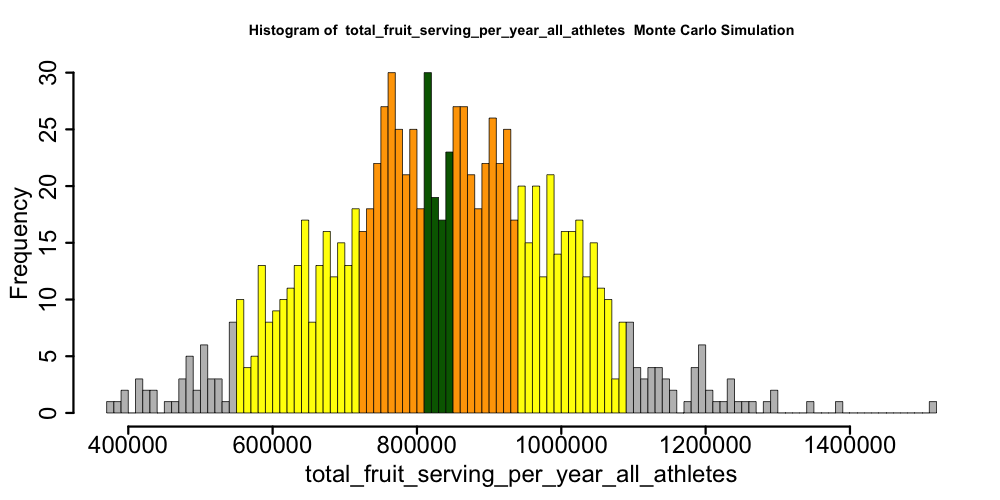 Histogram of  total_fruit_serving_per_year_all_athletes  Monte Carlo Simulation
30
25
20
15
10
5
0
Frequency
400000 600000 800000 1000000 1200000 1400000
total_fruit_serving_per_year_all_athletes